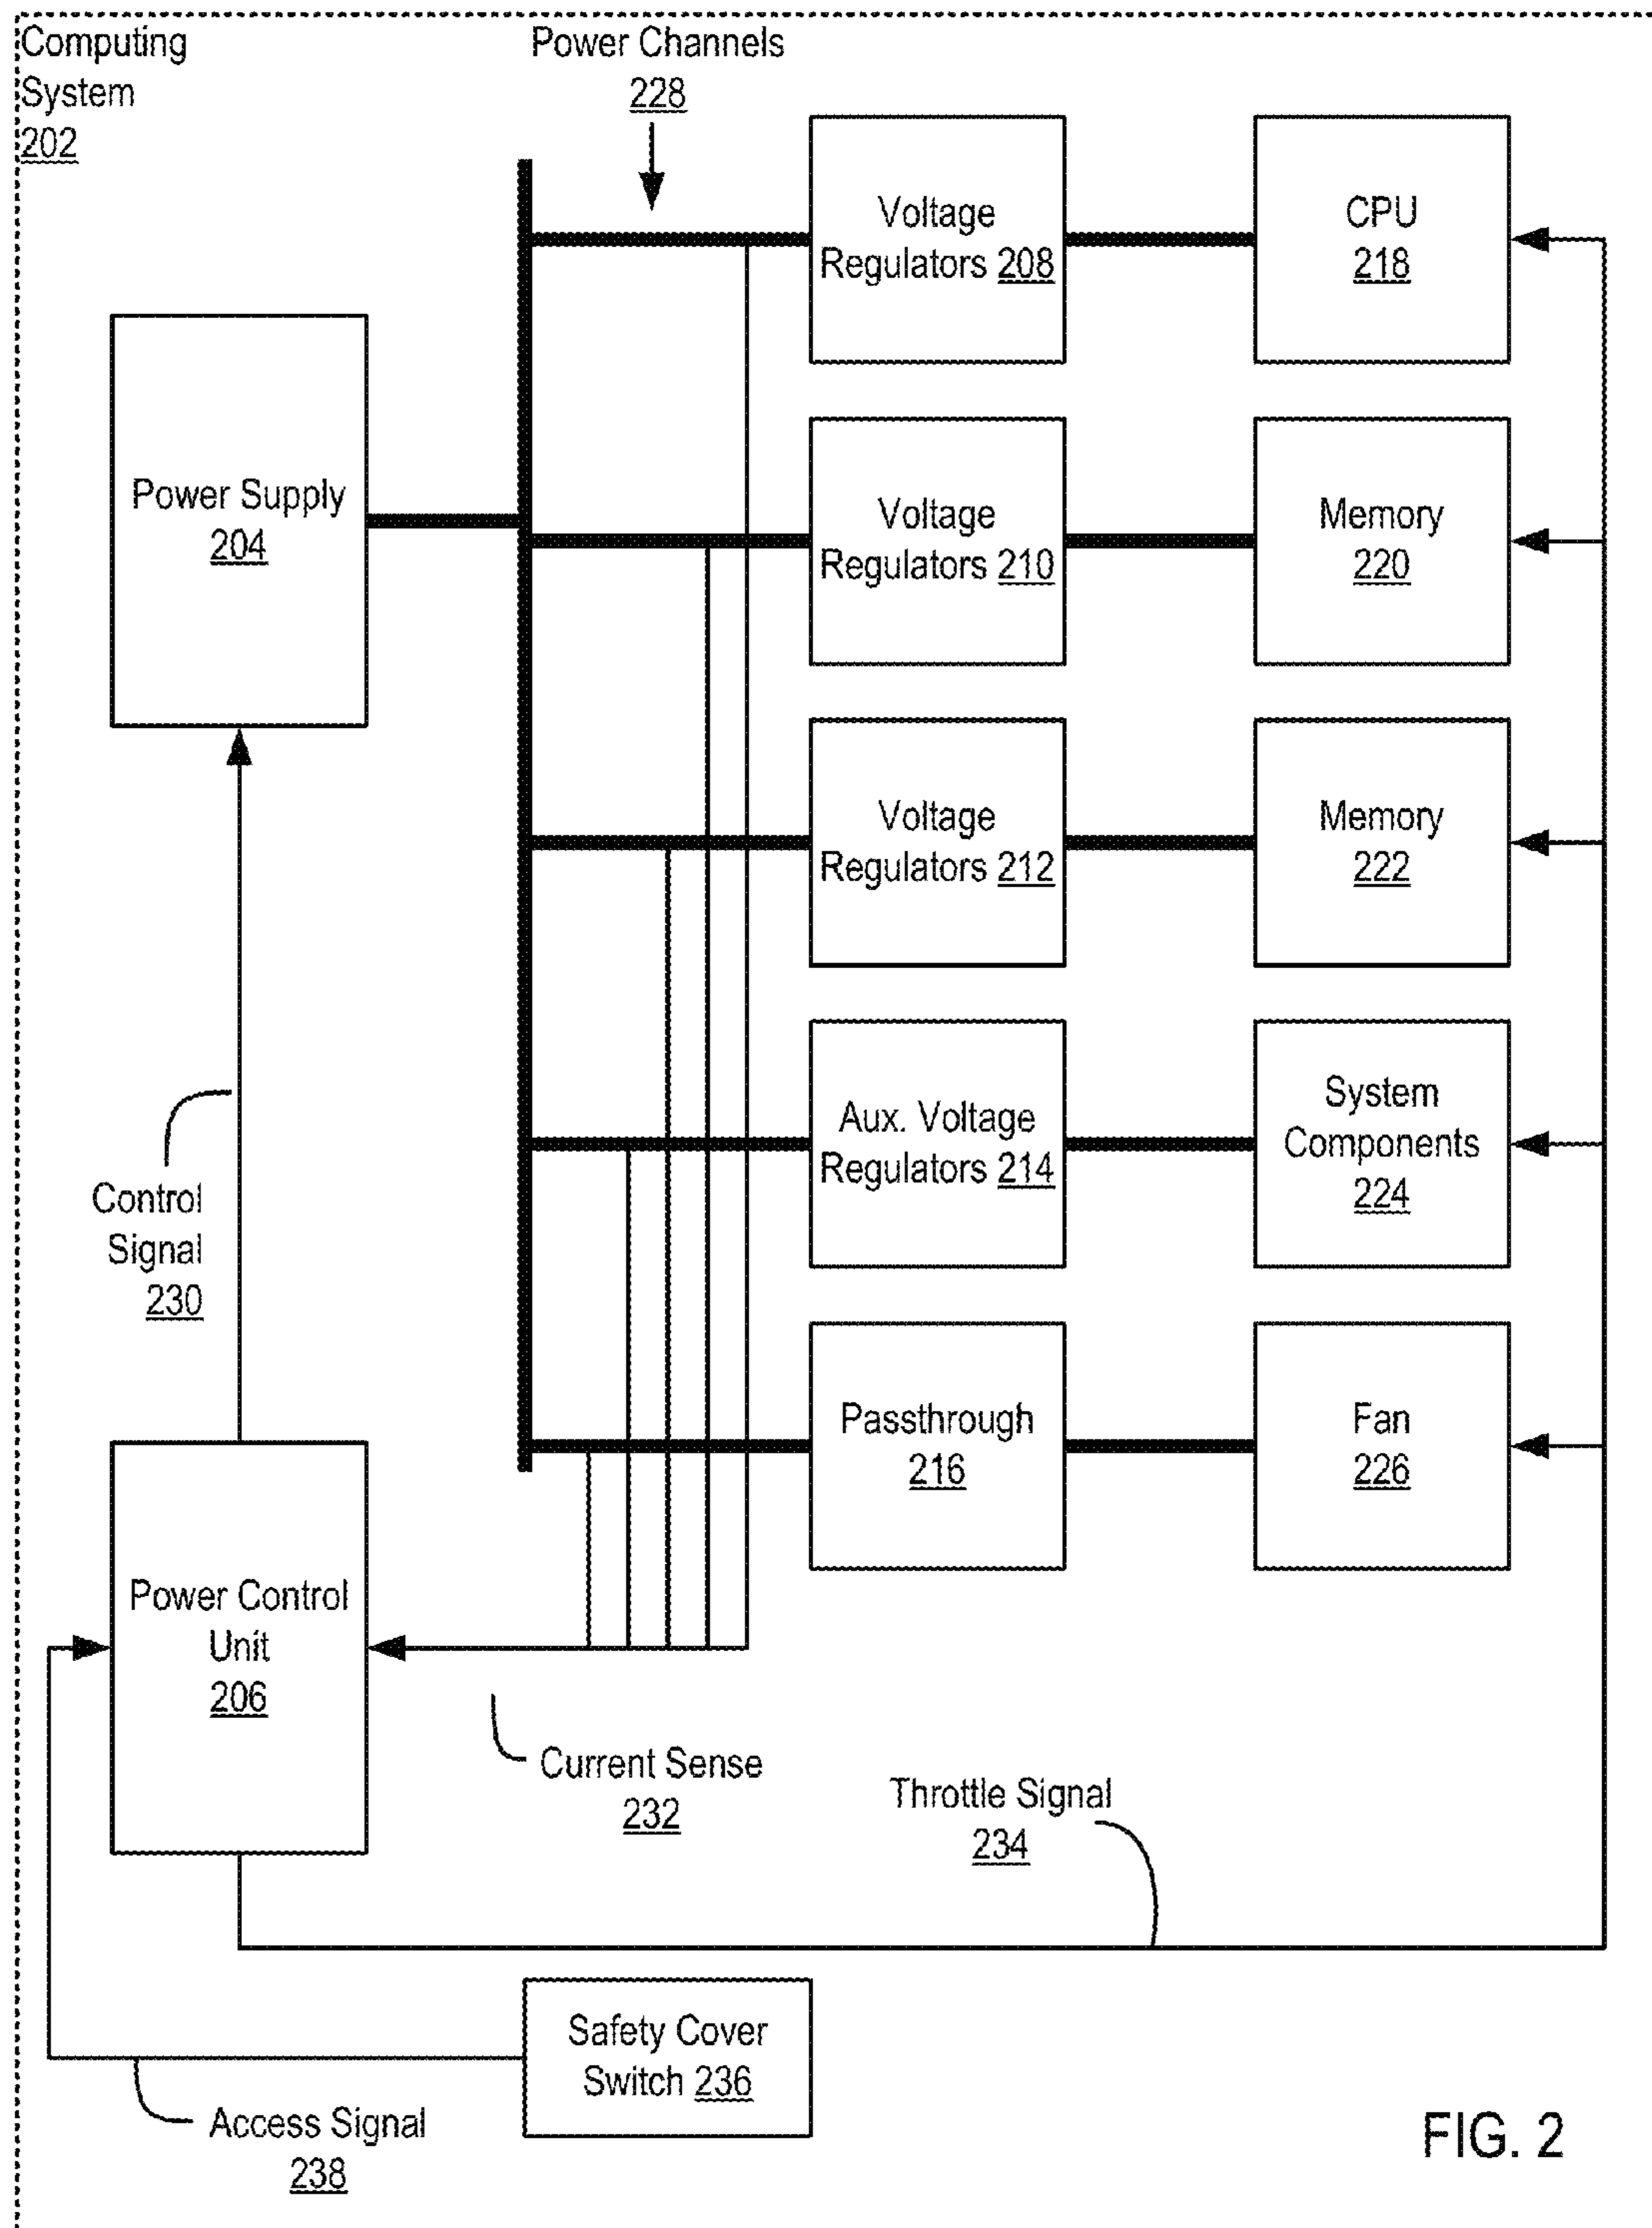 Computing
System
202
Power Channels
228
Voltage
Regulators 208
CPU
218
Power Supply
204
Voltage
Regulators 210
Memory
220
Voltage
Regulators 212
Memory
222
Aux. Voltage
Regulators 214
System
Components
224
Control
Signal
230
Passthrough
216
Fan
226
Power Control
Unit
206
Current Sense
232
Throttle Signal
234
Safety Cover
Switch 236
Access Signal
238
FIG. 2